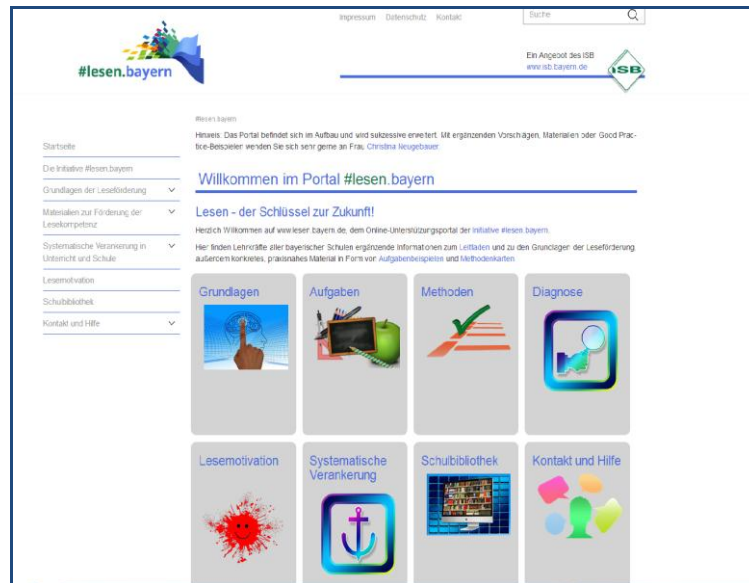 Impressum Datenschutz Kontakt
Suche
#lesen.bayern
Ein Angebot des ISB
www.isb.bayern.de
ISB
#lesen.bayern
Hinweis: Das Portal befindet sich im Aufbau und wird sukzessive erweitert. Mit ergänzenden Vorschlägen, Materialien oder Good Prac-
tice-Beispielen wenden Sie sich sehr gerne an Frau Christina Neugebauer.
Startseite
Die Initiative #lesen.bayern
Grundlagen der Leseförderung
Materialien zur Förderung der
Lesekompetenz
Systematische Verankerung in
Unterricht und Schule
Lesemotivation
Schulbibliothek
Kontakt und Hilfe
Willkommen im Portal #lesen.bayern
Lesen - der Schlüssel zur Zukunft!
Herzlich Willkommen auf www.lesen.bayern.de, dem Online-Unterstützungsportal der Initiative #lesen.bayern.
Hier finden Lehrkräfte aller bayerischer Schulen ergänzende Informationen zum Leitfaden und zu den Grundlagen der Leseförderung,
außerdem konkretes, praxisnahes Material in Form von Aufgabenbeispielen und Methodenkarten.
Grundlagen
Aufgaben
Methoden
Diagnose
Lesemotivation
Systematische
Verankerung
Schulbibliothek
Kontakt und Hilfe